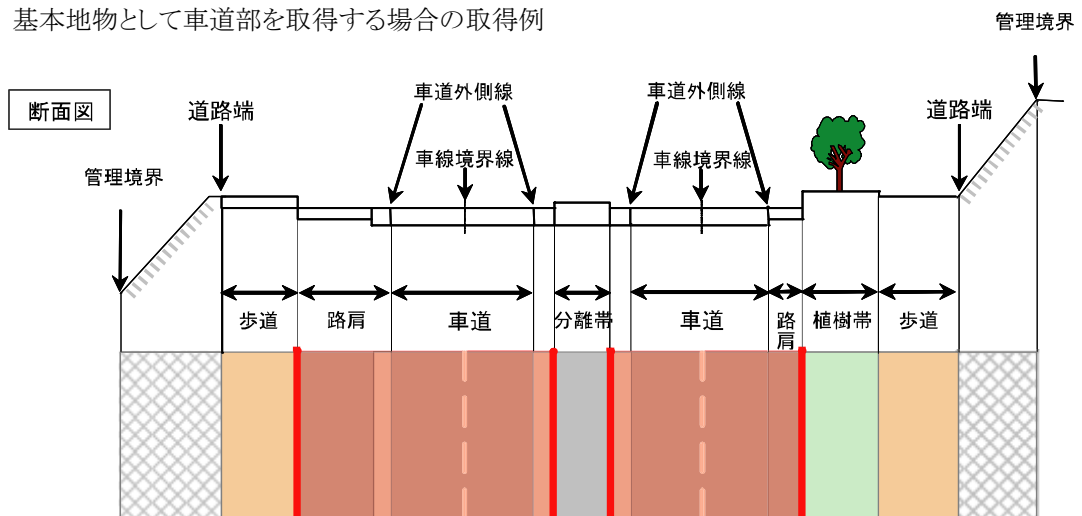 基本地物として車道部を取得する場合の取得例
管理境界
断面図
道路端
車道外側線
車道外側線
道路端
車線境界線
車線境界線
管理境界
歩道
路肩
車道
分離帯
車道
路肩
植樹帯
歩道